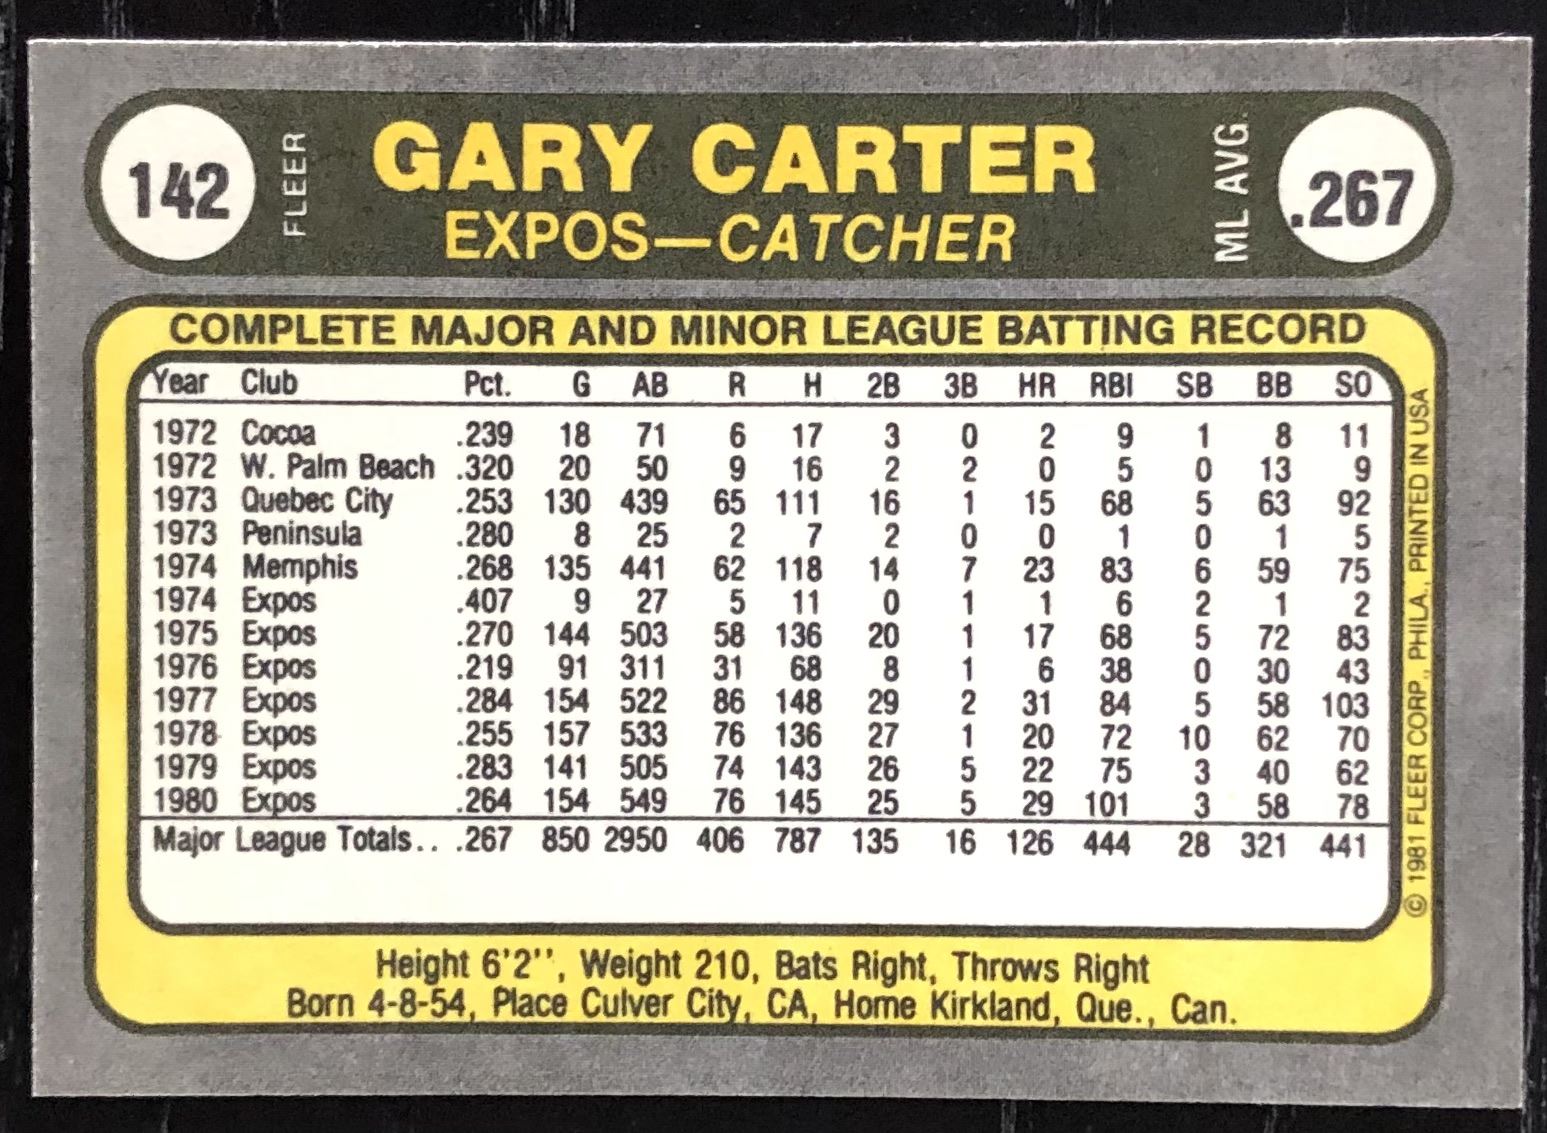 142 FLEER GARY CARTER ML AVG. .267
EXPOS—CATCHER
COMPLETE MAJOR AND MINOR LEAGUE BATTING RECORD
Year Club Pct. G AB R H 2B 3B HR RBI SB BB SO
1972 Cocoa .239 18 71 6 17 3 0 2 9 1 8 11
1972 W. Palm Beach .320 20 50 9 16 2 2 0 5 0 13 9
1973 Quebec City .253 130 439 65 111 16 1 15 68 5 63 92
1973 Peninsula .280 8 25 2 7 2 0 0 1 0 1 5
1974 Memphis .268 135 441 62 118 14 7 23 83 6 59 75
1974 Expos .407 9 27 5 11 0 1 1 6 2 1 2
1975 Expos .270 144 503 58 136 20 1 17 68 5 72 83
1976 Expos .219 91 311 31 68 8 1 6 38 0 30 43
1977 Expos .284 154 522 86 148 29 2 31 84 5 58 103
1978 Expos .255 157 533 76 136 27 1 20 72 10 62 70
1979 Expos .283 141 505 74 143 26 5 22 75 3 40 62
1980 Expos .264 154 549 76 145 25 5 29 101 3 58 78
Major League Totals.. .267 850 2950 406 787 135 16 126 444 28 321 441
© 1981 FLEER CORP., PHILA., PRINTED IN USA
Height 6'2'', Weight 210, Bats Right, Throws Right
Born 4-8-54, Place Culver City, CA, Home Kirkland, Que., Can.